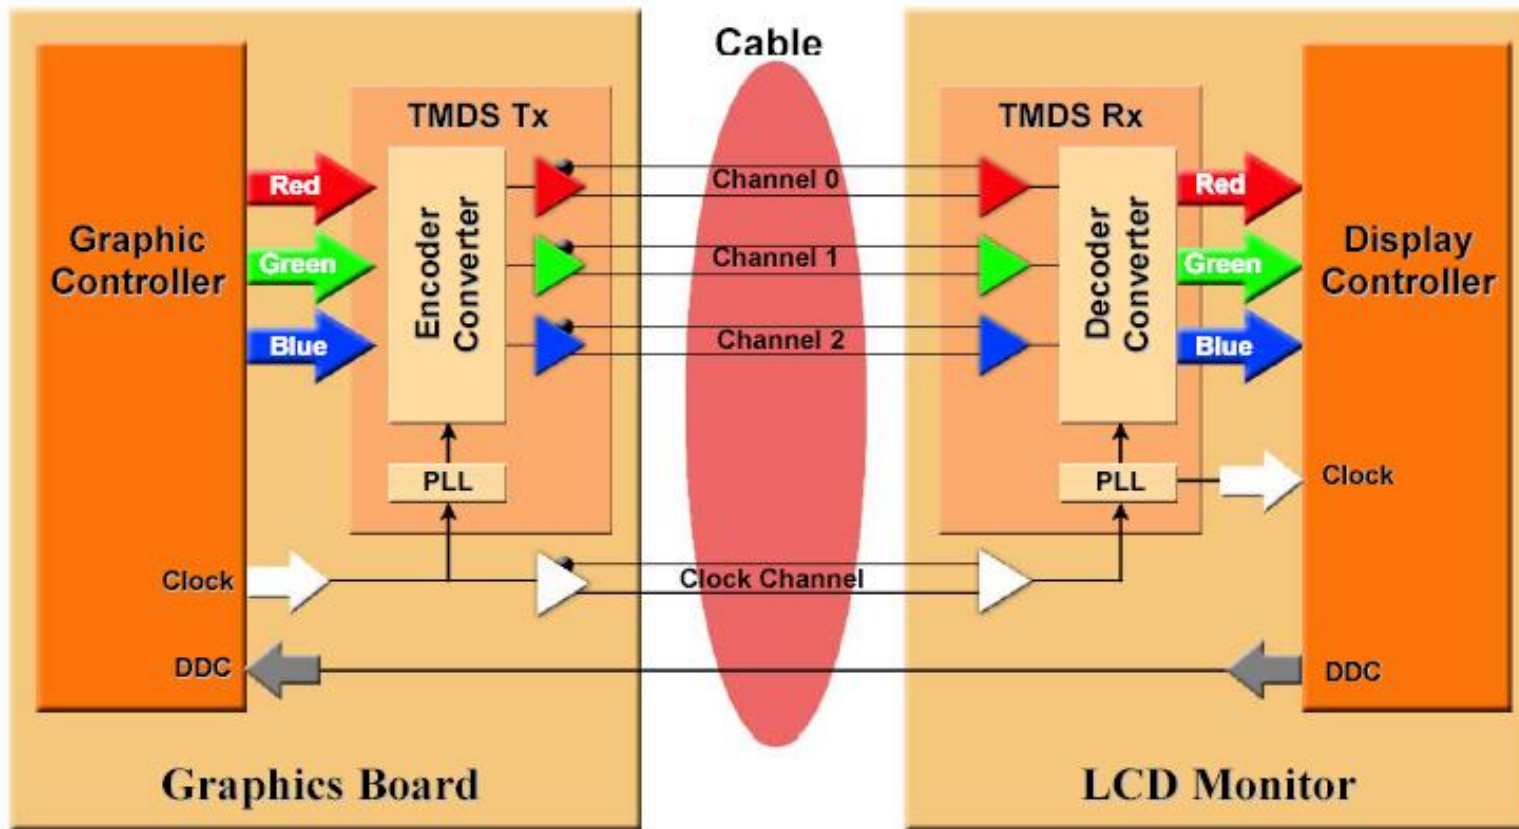 Cable
TMDS Tx
TMDS Rx
Red
Channel 0
Red
Graphic
Controller
Encoder
Converter
Decoder
Converter
Display
Controller
Green
Channel 1
Green
Blue
Channel 2
Blue
PLL
PLL
Clock
Clock
Clock Channel
DDC
DDC
Graphics Board
LCD Monitor